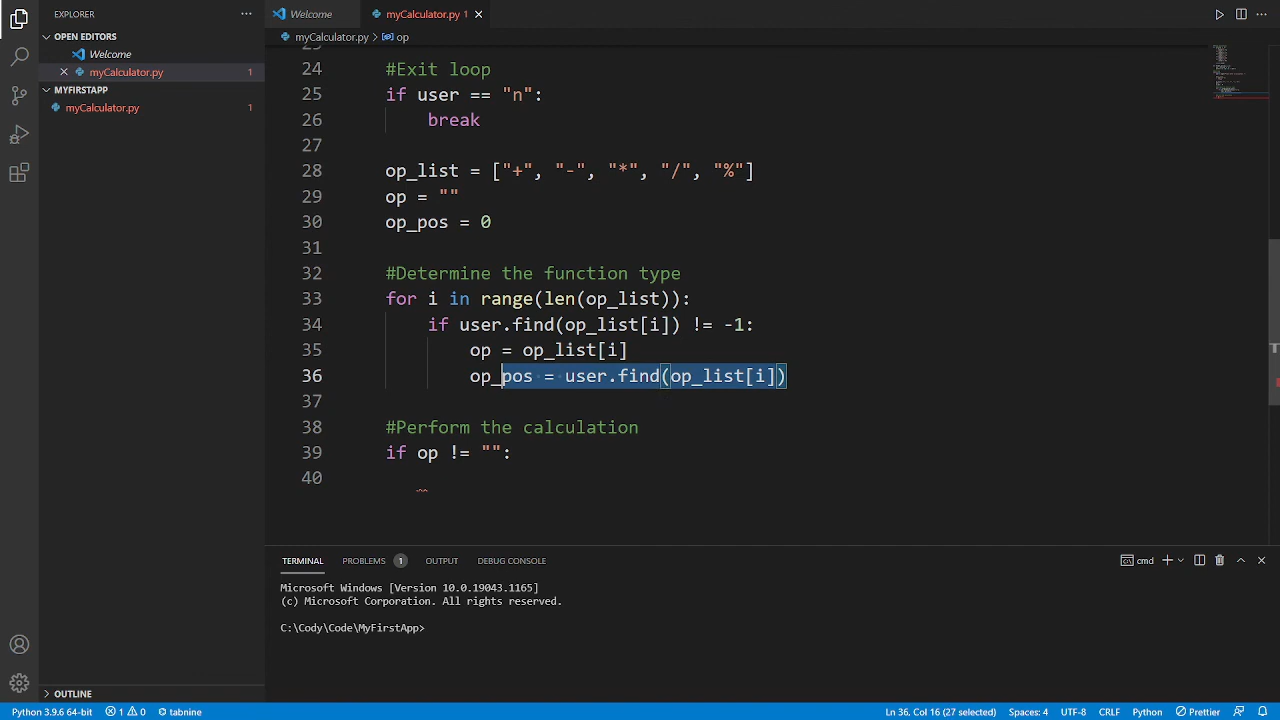 EXPLORER
···
Welcome
myCalculator.py 1
OPEN EDITORS
myCalculator.py > op
Welcome
myCalculator.py 1
MYFIRSTAPP
myCalculator.py 1
24 #Exit loop
25 if user == "n":
26 break
27
28 op_list = ["+", "-", "*", "/", "%"]
29 op = ""
30 op_pos = 0
31
32 #Determine the function type
33 for i in range(len(op_list)):
34 if user.find(op_list[i]) != -1:
35 op = op_list[i]
36 op_pos = user.find(op_list[i])
37
38 #Perform the calculation
39 if op != "":
40
TERMINAL PROBLEMS 1 OUTPUT DEBUG CONSOLE cmd
Microsoft Windows [Version 10.0.19043.1165]
(c) Microsoft Corporation. All rights reserved.
C:\Cody\Code\MyFirstApp>
OUTLINE
Python 3.9.6 64-bit 1 0 tabnine Ln 36, Col 16 (27 selected) Spaces: 4 UTF-8 CRLF Python Prettier